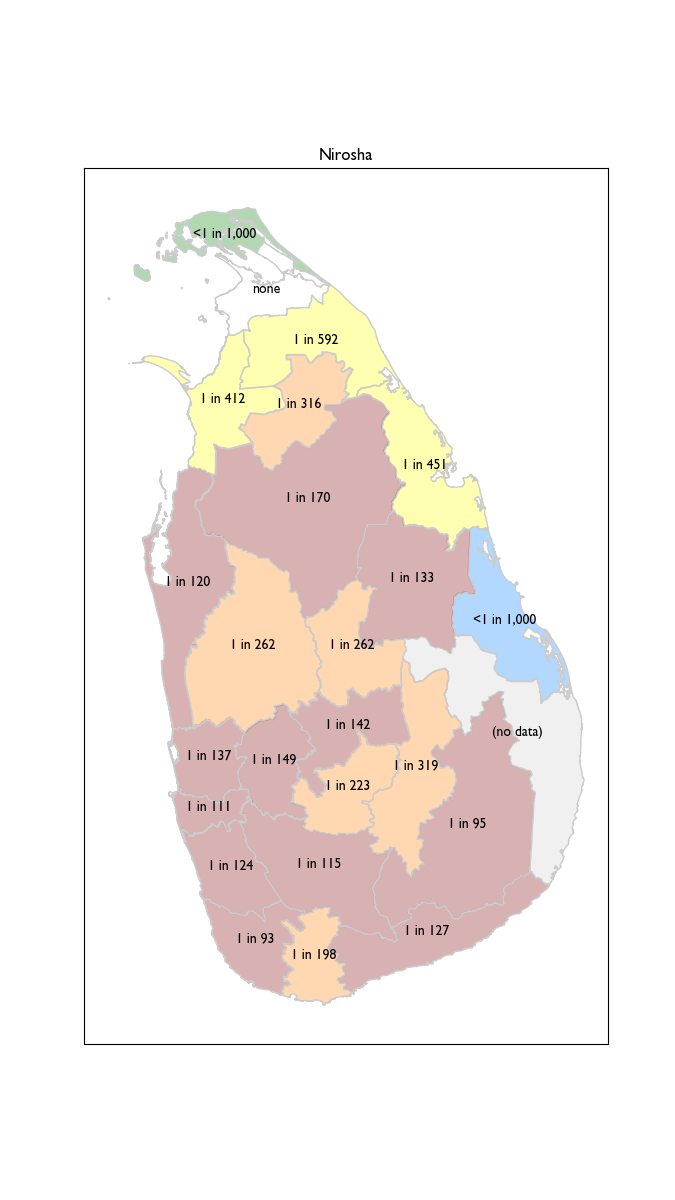 Nirosha
<1 in 1,000
none
1 in 592
1 in 412
1 in 316
1 in 451
1 in 170
1 in 133
1 in 120
<1 in 1,000
1 in 262
1 in 262
1 in 142
(no data)
1 in 137
1 in 149
1 in 319
1 in 223
1 in 111
1 in 95
1 in 124
1 in 115
1 in 127
1 in 93
1 in 198